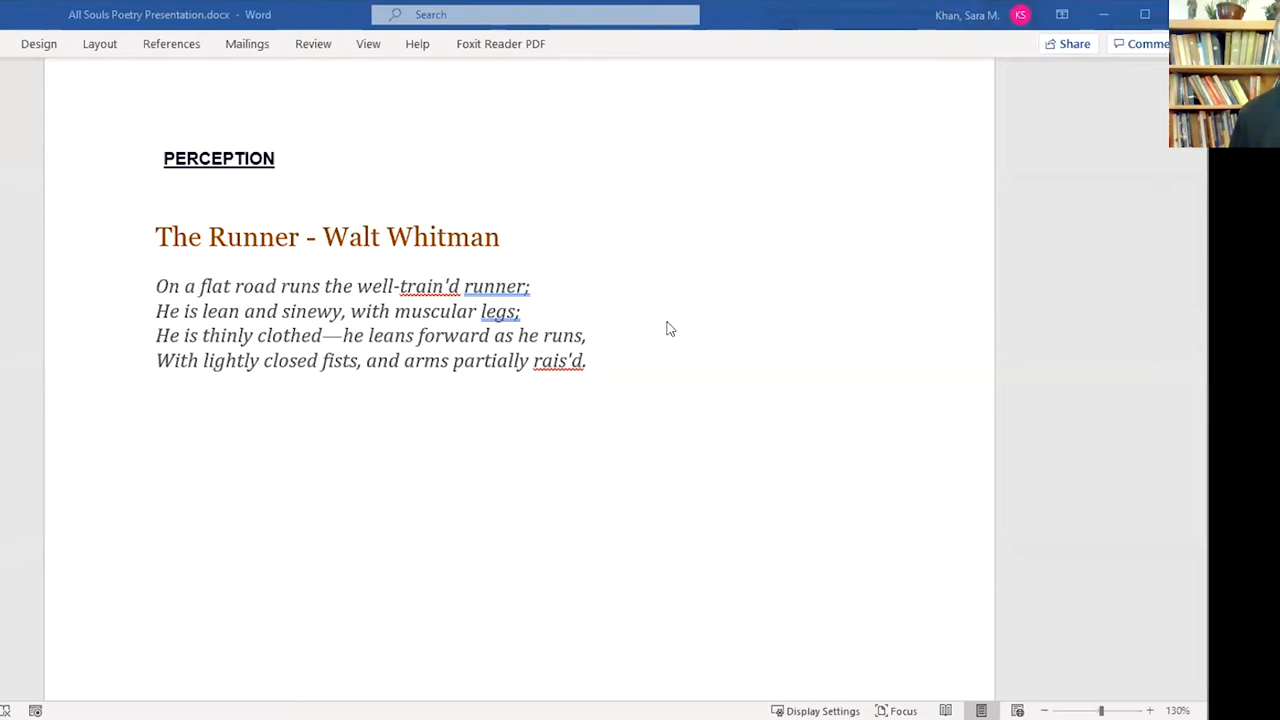 All Souls Poetry Presentation.docx - Word
Search
Khan, Sara M.
KS
Design
Layout
References
Mailings
Review
View
Help
Foxit Reader PDF
Share
Comme
PERCEPTION
The Runner - Walt Whitman
On a flat road runs the well-train'd runner;
He is lean and sinewy, with muscular legs;
He is thinly clothed—he leans forward as he runs,
With lightly closed fists, and arms partially rais'd.
Display Settings
Focus
130%